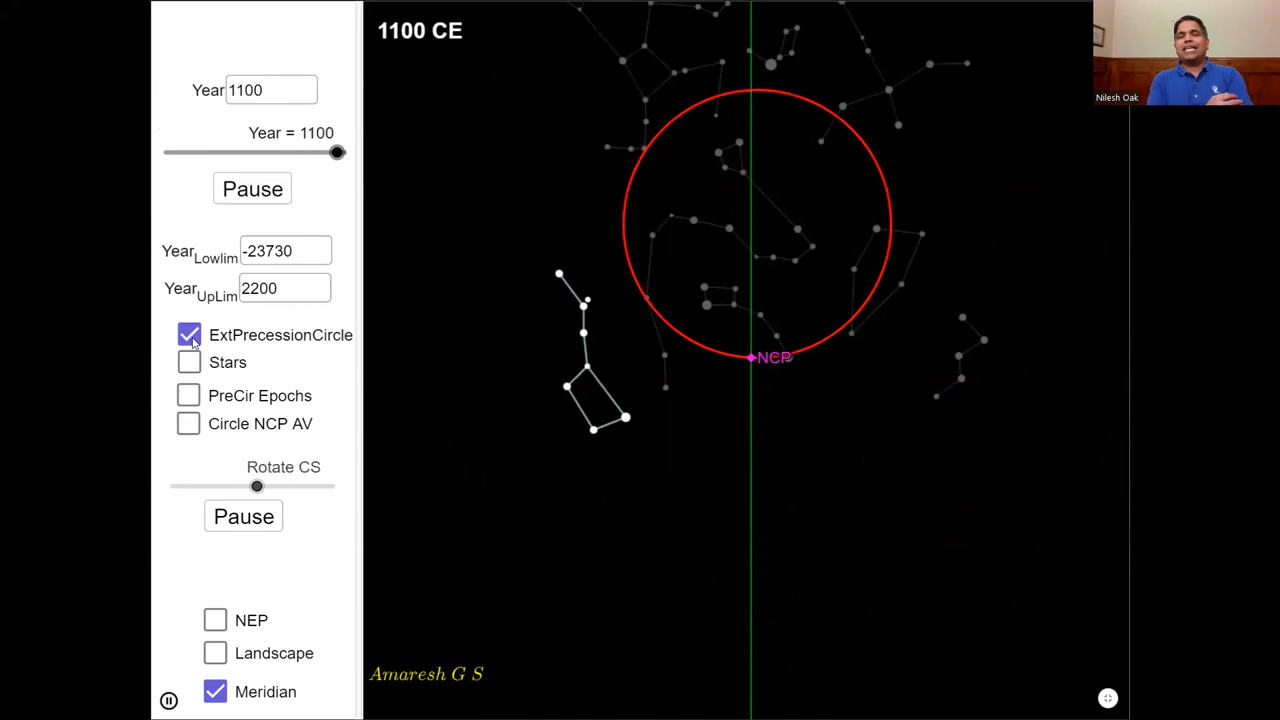 1100 CE
Nilesh Oak
Year 1100
Year = 1100
Pause
YearLowlim -23730
YearUpLim 2200
ExtPrecessionCircle
Stars
PreCir Epochs
Circle NCP AV
NCP
Rotate CS
Pause
NEP
Landscape
Meridian
Amaresh G S